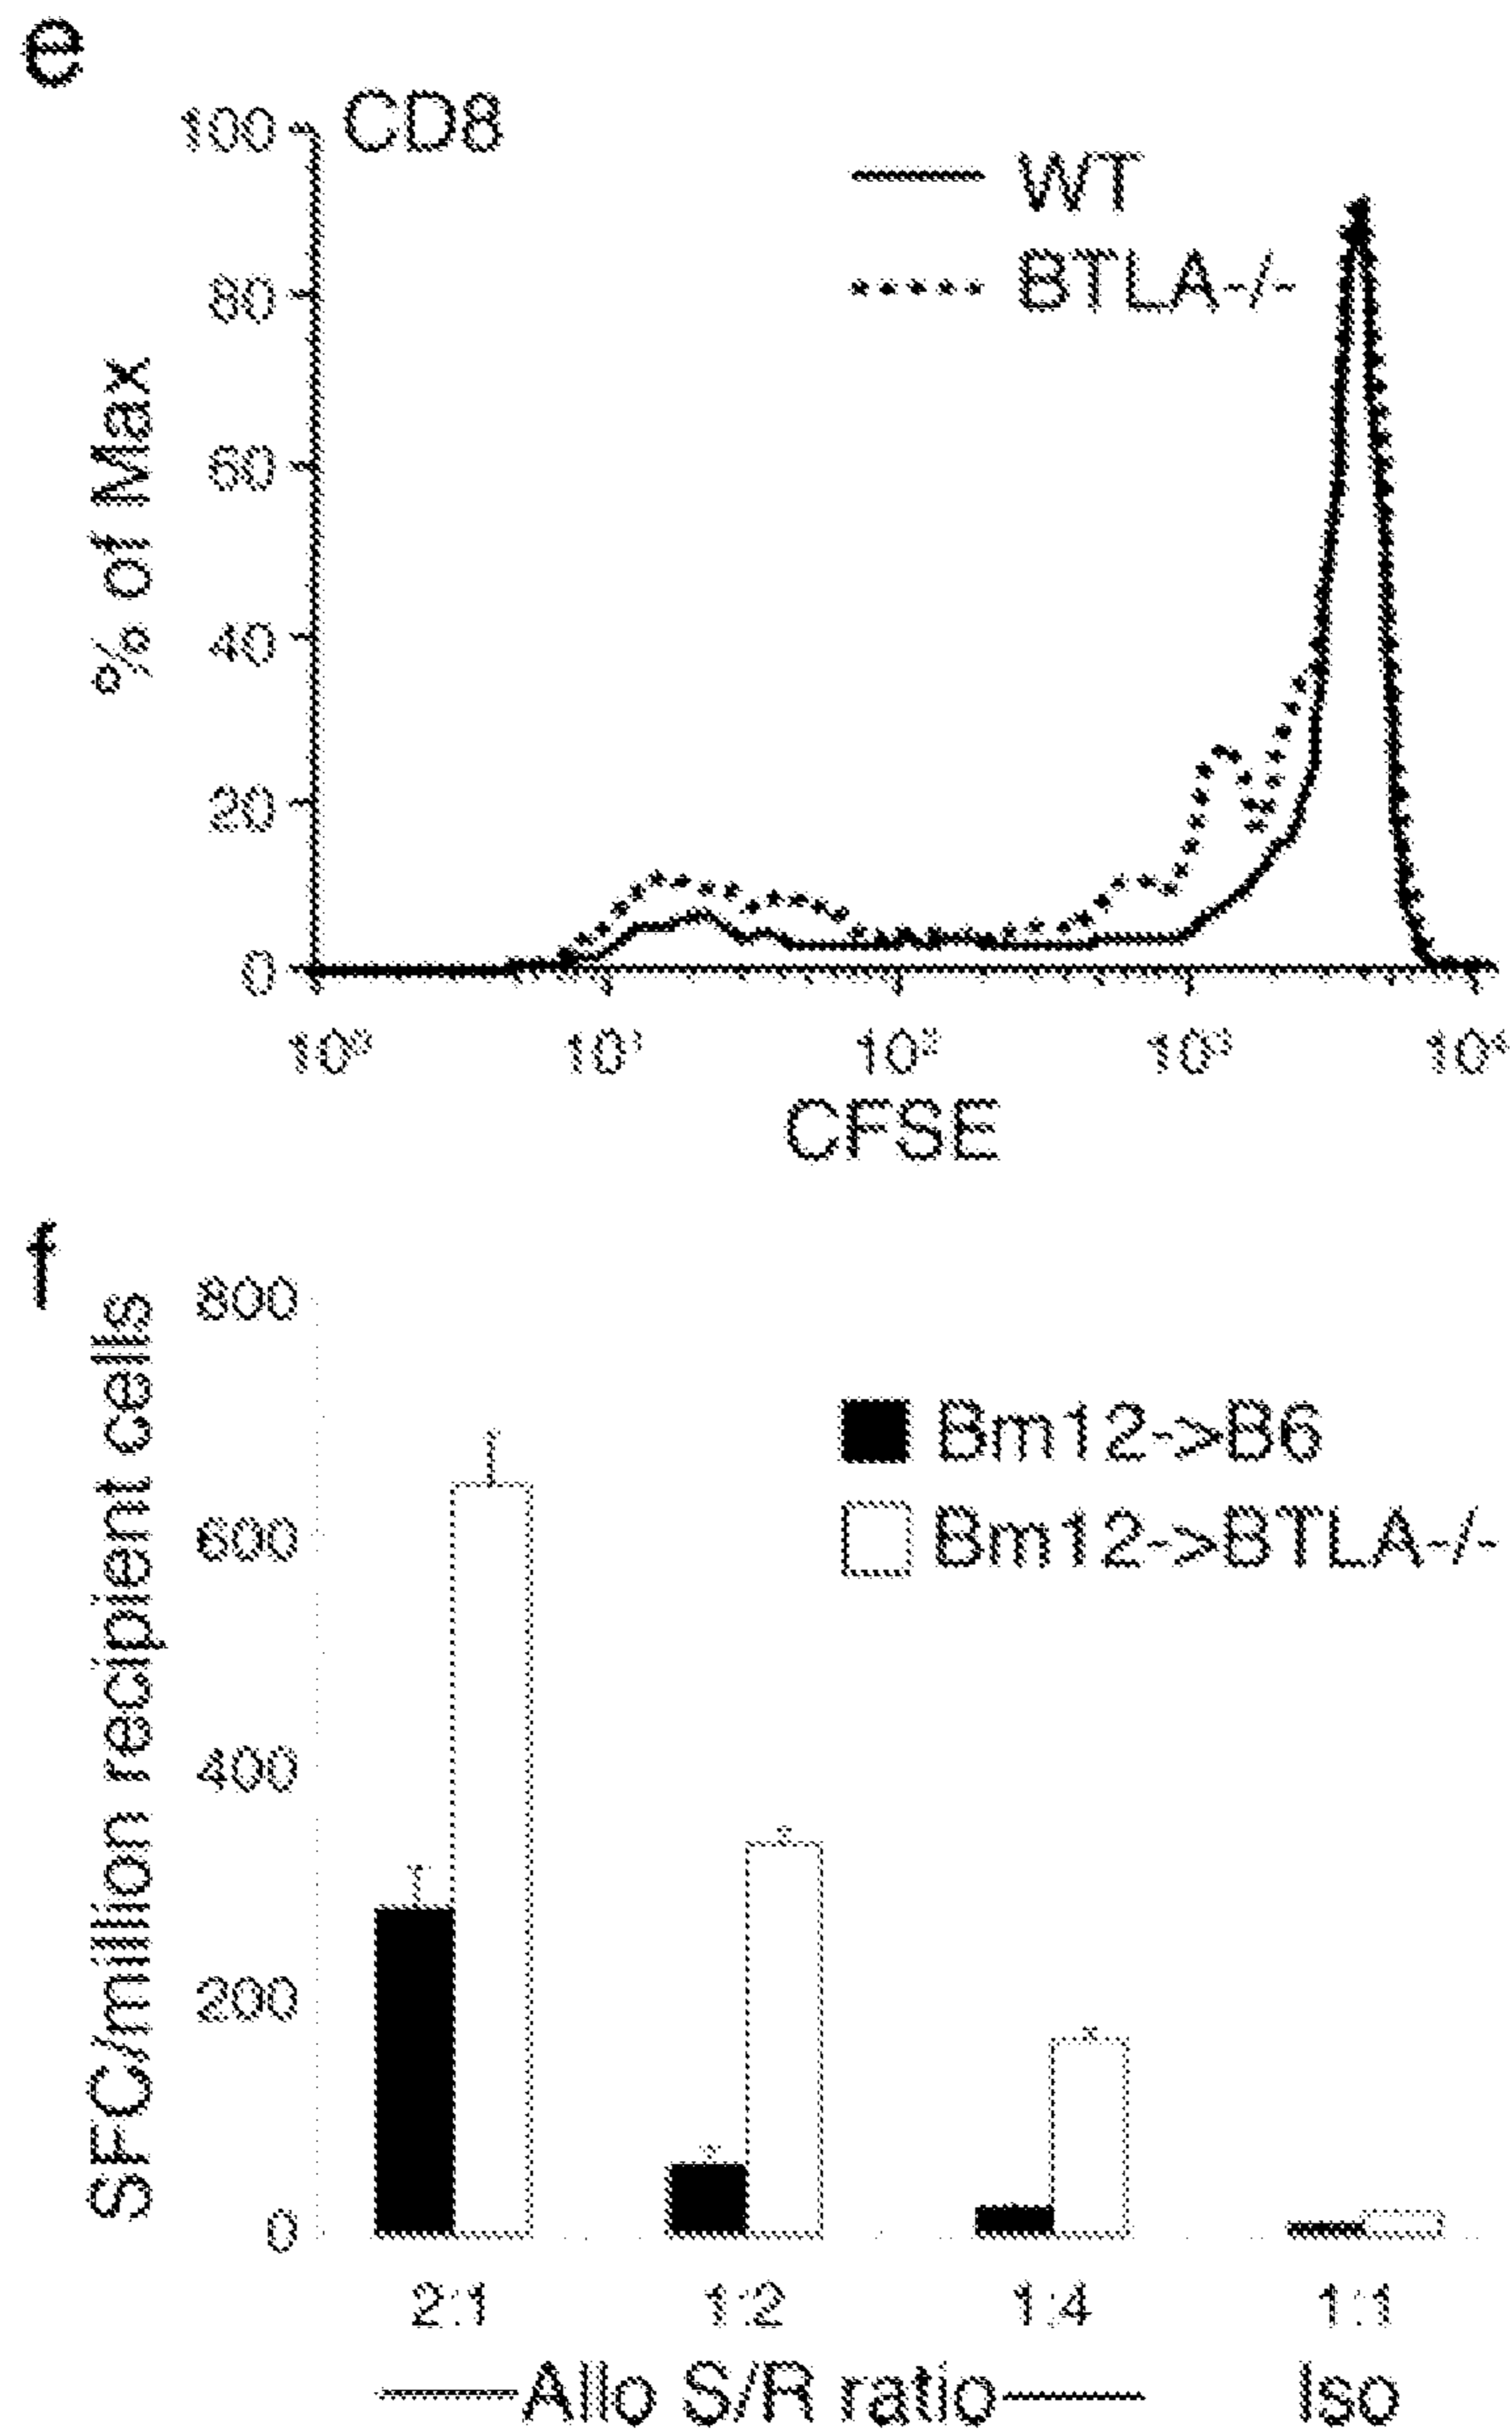 e
CD8
WT
BTLA-/-
100
80
60
40
20
0
% of Max
10⁰ 10¹ 10² 10³ 10⁴
CFSE
f
SFC/million recipient cells
800
600
400
200
0
Bm12->B6
Bm12->BTLA-/-
2:1 1:2 1:4 1:1
Allo S/R ratio Iso